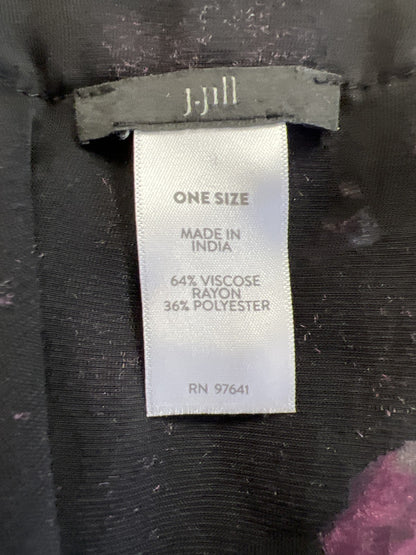 J.Jill
ONE SIZE
MADE IN
INDIA
64% VISCOSE
RAYON
36% POLYESTER
RN 97641